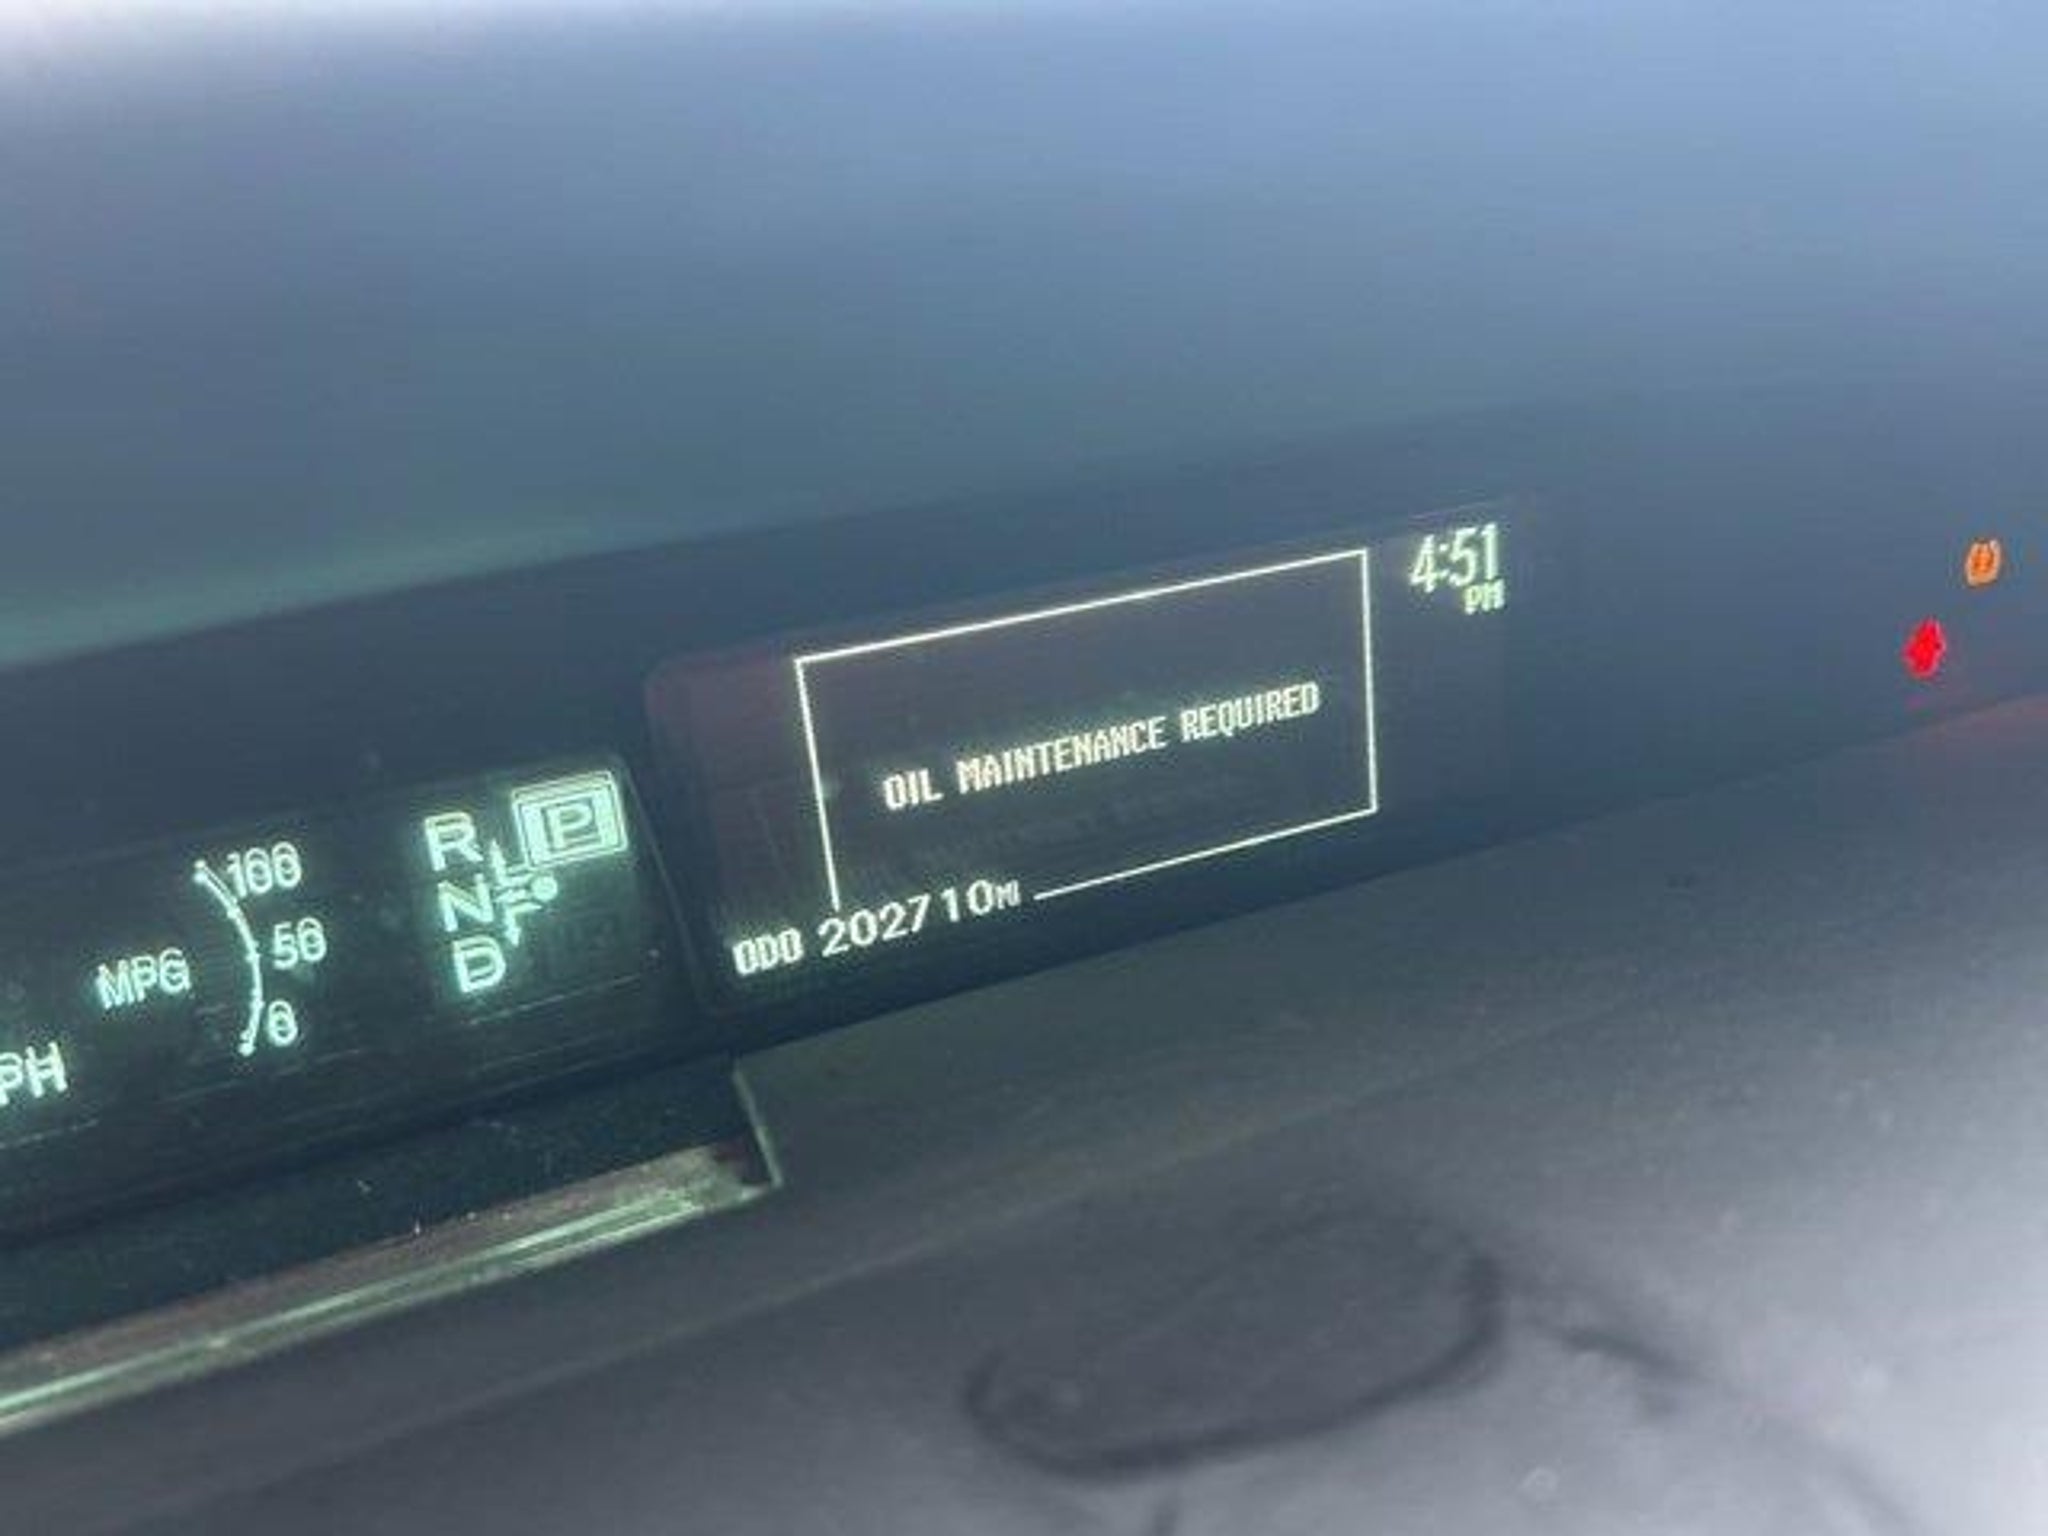 4:51
PM
OIL MAINTENANCE REQUIRED
ODO 202710MI
R P
N
D
MPG
100
50
0
PH